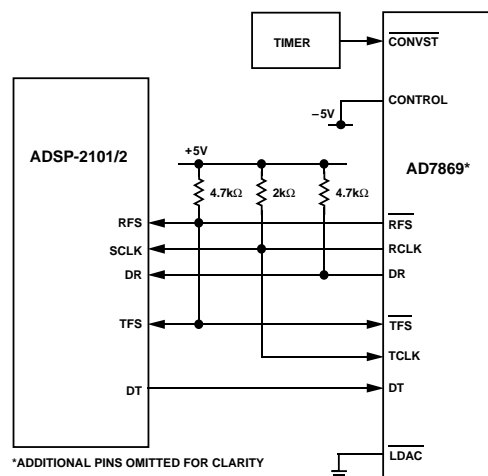 TIMER
CONVST
–5V
CONTROL
ADSP-2101/2
+5V
AD7869*
4.7kΩ
2kΩ
4.7kΩ
RFS
RFS
SCLK
RCLK
DR
DR
TFS
TFS
TCLK
DT
DT
LDAC
*ADDITIONAL PINS OMITTED FOR CLARITY